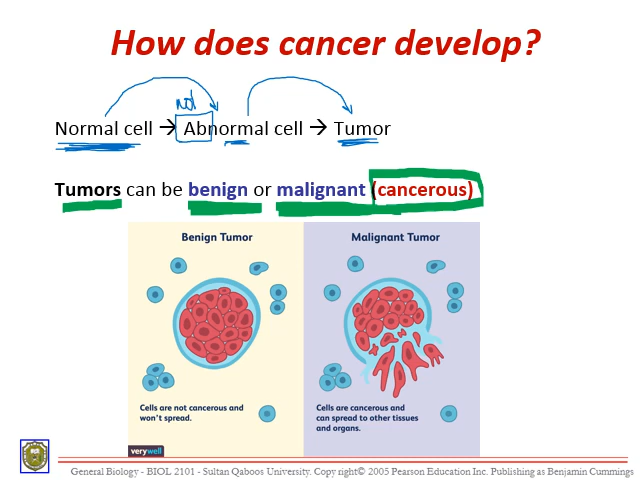 How does cancer develop?
not
Normal cell → Abnormal cell → Tumor
Tumors can be benign or malignant (cancerous)
Benign Tumor
Malignant Tumor
Cells are not cancerous and
won't spread.
Cells are cancerous and
can spread to other tissues
and organs.
verywell
General Biology - BIOL 2101 - Sultan Qaboos University. Copy right© 2005 Pearson Education Inc. Publishing as Benjamin Cummings